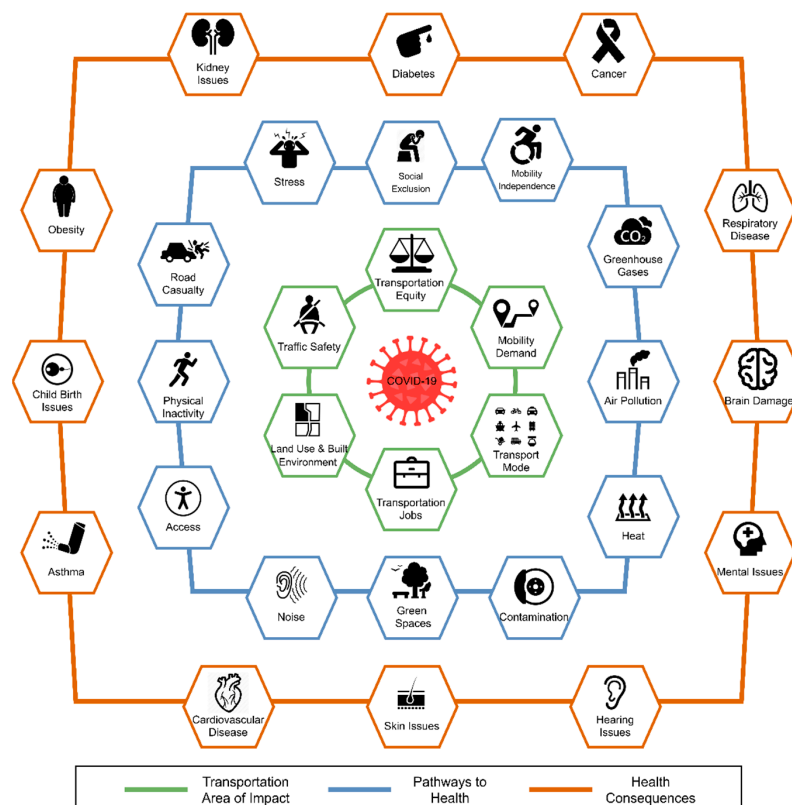 Kidney
Issues
Diabetes
Cancer
Stress
Social
Exclusion
Mobility
Independence
Obesity
Respiratory
Disease
Road
Casualty
Transportation
Equity
CO₂
Greenhouse
Gases
Traffic Safety
Mobility
Demand
COVID-19
Child Birth
Issues
Physical
Inactivity
Air Pollution
Brain Damage
Land Use & Built
Environment
Transport
Mode
Transportation
Jobs
Access
Heat
Asthma
Mental Issues
Noise
Green
Spaces
Contamination
Cardiovascular
Disease
Skin Issues
Hearing
Issues
Transportation
Area of Impact
Pathways to
Health
Health
Consequences